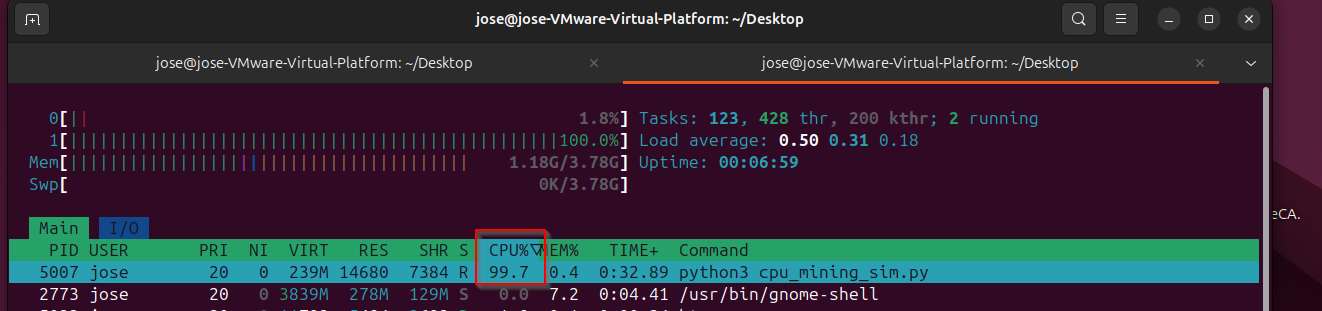 jose@jose-VMware-Virtual-Platform: ~/Desktop
jose@jose-VMware-Virtual-Platform: ~/Desktop × jose@jose-VMware-Virtual-Platform: ~/Desktop ×
0[|| 1.8%] Tasks: 123, 428 thr, 200 kthr; 2 running
1[||||||||||||||||||||||||||||||||||||||||||||||||100.0%] Load average: 0.50 0.31 0.18
Mem[||||||||||||||||||||||||||||||||||||||| 1.18G/3.78G] Uptime: 00:06:59
Swp[ 0K/3.78G]
Main I/O
PID USER PRI NI VIRT RES SHR S CPU%▽MEM% TIME+ Command
5007 jose 20 0 239M 14680 7384 R 99.7 0.4 0:32.89 python3 cpu_mining_sim.py
2773 jose 20 0 3839M 278M 129M S 0.0 7.2 0:04.41 /usr/bin/gnome-shell
eCA.